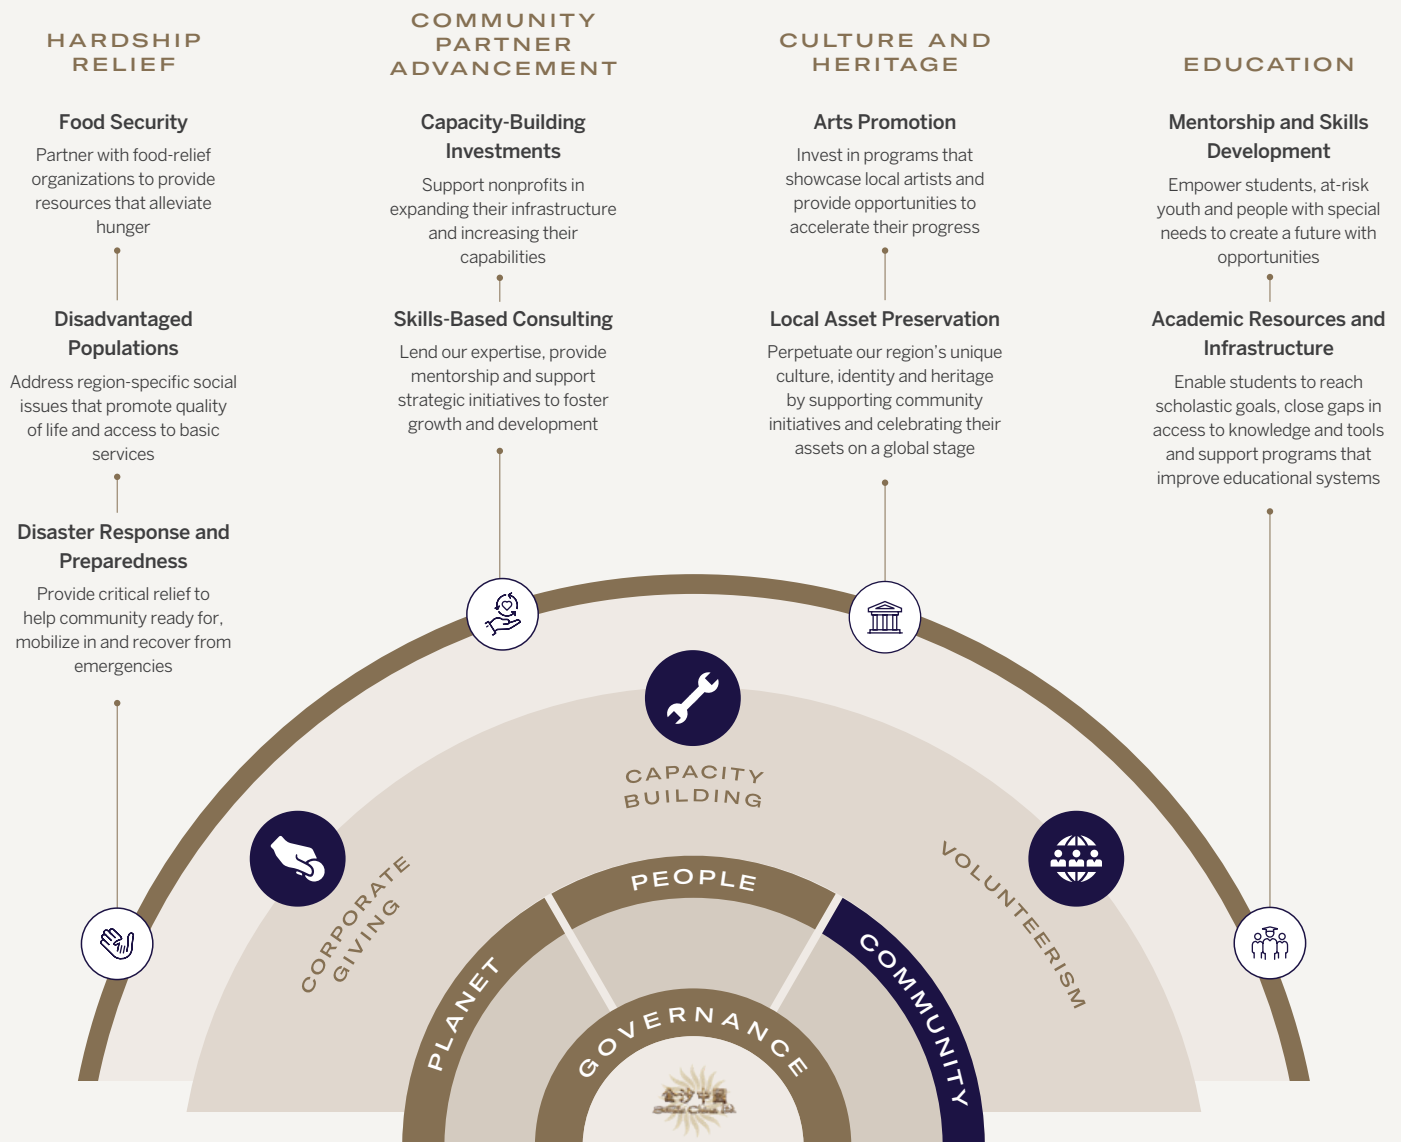 HARDSHIP
RELIEF
Food Security
Partner with food-relief
organizations to provide
resources that alleviate
hunger
Disadvantaged
Populations
Address region-specific social
issues that promote quality
of life and access to basic
services
Disaster Response and
Preparedness
Provide critical relief to
help community ready for,
mobilize in and recover from
emergencies
COMMUNITY
PARTNER
ADVANCEMENT
Capacity-Building
Investments
Support nonprofits in
expanding their infrastructure
and increasing their
capabilities
Skills-Based Consulting
Lend our expertise, provide
mentorship and support
strategic initiatives to foster
growth and development
CULTURE AND
HERITAGE
Arts Promotion
Invest in programs that
showcase local artists and
provide opportunities to
accelerate their progress
Local Asset Preservation
Perpetuate our region's unique
culture, identity and heritage
by supporting community
initiatives and celebrating their
assets on a global stage
EDUCATION
Mentorship and Skills
Development
Empower students, at-risk
youth and people with special
needs to create a future with
opportunities
Academic Resources and
Infrastructure
Enable students to reach
scholastic goals, close gaps in
access to knowledge and tools
and support programs that
improve educational systems
CORPORATE
GIVING
CAPACITY
BUILDING
VOLUNTEERISM
PLANET
PEOPLE
COMMUNITY
GOVERNANCE
金沙中國
Sands China Ltd.